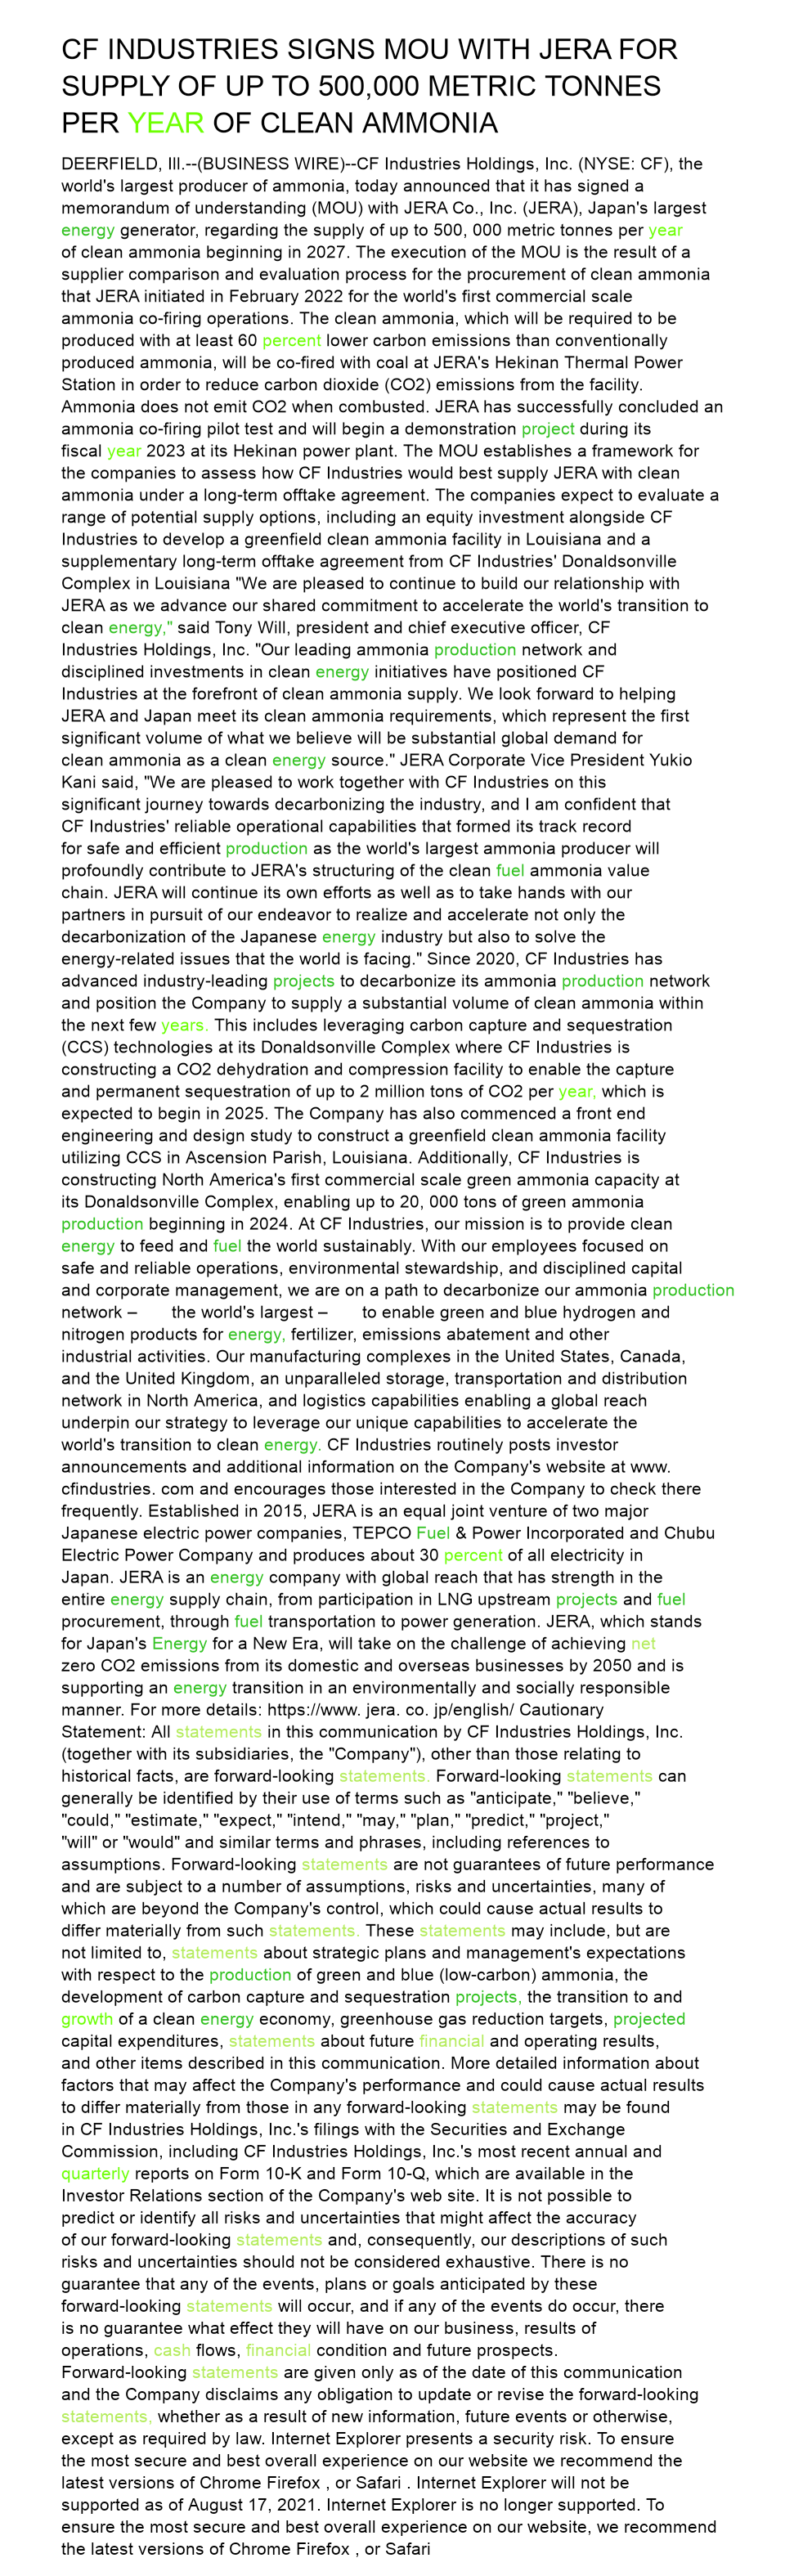 CF INDUSTRIES SIGNS MOU WITH JERA FOR
SUPPLY OF UP TO 500,000 METRIC TONNES
PER YEAR OF CLEAN AMMONIA
DEERFIELD, Ill.--(BUSINESS WIRE)--CF Industries Holdings, Inc. (NYSE: CF), the
world's largest producer of ammonia, today announced that it has signed a
memorandum of understanding (MOU) with JERA Co., Inc. (JERA), Japan's largest
energy generator, regarding the supply of up to 500, 000 metric tonnes per year
of clean ammonia beginning in 2027. The execution of the MOU is the result of a
supplier comparison and evaluation process for the procurement of clean ammonia
that JERA initiated in February 2022 for the world's first commercial scale
ammonia co-firing operations. The clean ammonia, which will be required to be
produced with at least 60 percent lower carbon emissions than conventionally
produced ammonia, will be co-fired with coal at JERA's Hekinan Thermal Power
Station in order to reduce carbon dioxide (CO2) emissions from the facility.
Ammonia does not emit CO2 when combusted. JERA has successfully concluded an
ammonia co-firing pilot test and will begin a demonstration project during its
fiscal year 2023 at its Hekinan power plant. The MOU establishes a framework for
the companies to assess how CF Industries would best supply JERA with clean
ammonia under a long-term offtake agreement. The companies expect to evaluate a
range of potential supply options, including an equity investment alongside CF
Industries to develop a greenfield clean ammonia facility in Louisiana and a
supplementary long-term offtake agreement from CF Industries' Donaldsonville
Complex in Louisiana "We are pleased to continue to build our relationship with
JERA as we advance our shared commitment to accelerate the world's transition to
clean energy," said Tony Will, president and chief executive officer, CF
Industries Holdings, Inc. "Our leading ammonia production network and
disciplined investments in clean energy initiatives have positioned CF
Industries at the forefront of clean ammonia supply. We look forward to helping
JERA and Japan meet its clean ammonia requirements, which represent the first
significant volume of what we believe will be substantial global demand for
clean ammonia as a clean energy source." JERA Corporate Vice President Yukio
Kani said, "We are pleased to work together with CF Industries on this
significant journey towards decarbonizing the industry, and I am confident that
CF Industries' reliable operational capabilities that formed its track record
for safe and efficient production as the world's largest ammonia producer will
profoundly contribute to JERA's structuring of the clean fuel ammonia value
chain. JERA will continue its own efforts as well as to take hands with our
partners in pursuit of our endeavor to realize and accelerate not only the
decarbonization of the Japanese energy industry but also to solve the
energy-related issues that the world is facing." Since 2020, CF Industries has
advanced industry-leading projects to decarbonize its ammonia production network
and position the Company to supply a substantial volume of clean ammonia within
the next few years. This includes leveraging carbon capture and sequestration
(CCS) technologies at its Donaldsonville Complex where CF Industries is
constructing a CO2 dehydration and compression facility to enable the capture
and permanent sequestration of up to 2 million tons of CO2 per year, which is
expected to begin in 2025. The Company has also commenced a front end
engineering and design study to construct a greenfield clean ammonia facility
utilizing CCS in Ascension Parish, Louisiana. Additionally, CF Industries is
constructing North America's first commercial scale green ammonia capacity at
its Donaldsonville Complex, enabling up to 20, 000 tons of green ammonia
production beginning in 2024. At CF Industries, our mission is to provide clean
energy to feed and fuel the world sustainably. With our employees focused on
safe and reliable operations, environmental stewardship, and disciplined capital
and corporate management, we are on a path to decarbonize our ammonia production
network – the world's largest – to enable green and blue hydrogen and
nitrogen products for energy, fertilizer, emissions abatement and other
industrial activities. Our manufacturing complexes in the United States, Canada,
and the United Kingdom, an unparalleled storage, transportation and distribution
network in North America, and logistics capabilities enabling a global reach
underpin our strategy to leverage our unique capabilities to accelerate the
world's transition to clean energy. CF Industries routinely posts investor
announcements and additional information on the Company's website at www.
cfindustries. com and encourages those interested in the Company to check there
frequently. Established in 2015, JERA is an equal joint venture of two major
Japanese electric power companies, TEPCO Fuel & Power Incorporated and Chubu
Electric Power Company and produces about 30 percent of all electricity in
Japan. JERA is an energy company with global reach that has strength in the
entire energy supply chain, from participation in LNG upstream projects and fuel
procurement, through fuel transportation to power generation. JERA, which stands
for Japan's Energy for a New Era, will take on the challenge of achieving net
zero CO2 emissions from its domestic and overseas businesses by 2050 and is
supporting an energy transition in an environmentally and socially responsible
manner. For more details: https://www. jera. co. jp/english/ Cautionary
Statement: All statements in this communication by CF Industries Holdings, Inc.
(together with its subsidiaries, the "Company"), other than those relating to
historical facts, are forward-looking statements. Forward-looking statements can
generally be identified by their use of terms such as "anticipate," "believe,"
"could," "estimate," "expect," "intend," "may," "plan," "predict," "project,"
"will" or "would" and similar terms and phrases, including references to
assumptions. Forward-looking statements are not guarantees of future performance
and are subject to a number of assumptions, risks and uncertainties, many of
which are beyond the Company's control, which could cause actual results to
differ materially from such statements. These statements may include, but are
not limited to, statements about strategic plans and management's expectations
with respect to the production of green and blue (low-carbon) ammonia, the
development of carbon capture and sequestration projects, the transition to and
growth of a clean energy economy, greenhouse gas reduction targets, projected
capital expenditures, statements about future financial and operating results,
and other items described in this communication. More detailed information about
factors that may affect the Company's performance and could cause actual results
to differ materially from those in any forward-looking statements may be found
in CF Industries Holdings, Inc.'s filings with the Securities and Exchange
Commission, including CF Industries Holdings, Inc.'s most recent annual and
quarterly reports on Form 10-K and Form 10-Q, which are available in the
Investor Relations section of the Company's web site. It is not possible to
predict or identify all risks and uncertainties that might affect the accuracy
of our forward-looking statements and, consequently, our descriptions of such
risks and uncertainties should not be considered exhaustive. There is no
guarantee that any of the events, plans or goals anticipated by these
forward-looking statements will occur, and if any of the events do occur, there
is no guarantee what effect they will have on our business, results of
operations, cash flows, financial condition and future prospects.
Forward-looking statements are given only as of the date of this communication
and the Company disclaims any obligation to update or revise the forward-looking
statements, whether as a result of new information, future events or otherwise,
except as required by law. Internet Explorer presents a security risk. To ensure
the most secure and best overall experience on our website we recommend the
latest versions of Chrome Firefox , or Safari . Internet Explorer will not be
supported as of August 17, 2021. Internet Explorer is no longer supported. To
ensure the most secure and best overall experience on our website, we recommend
the latest versions of Chrome Firefox , or Safari